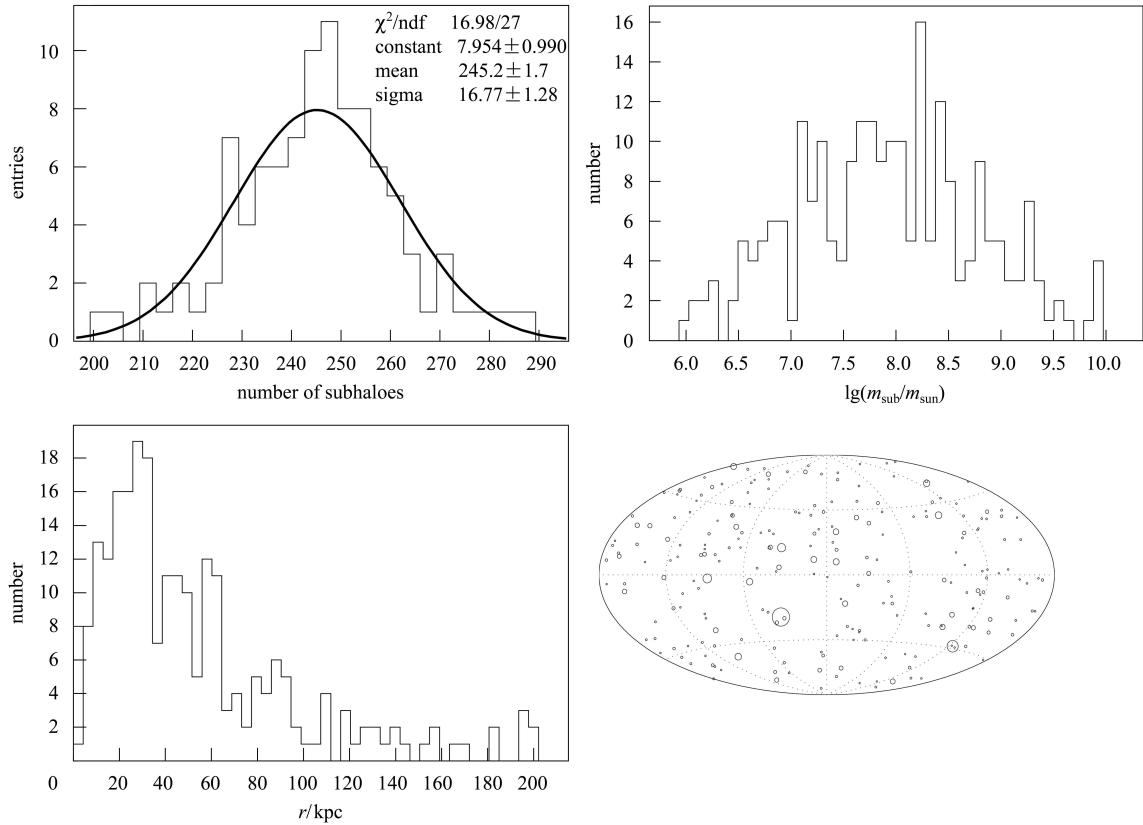 χ²/ndf 16.98/27
constant 7.954±0.990
mean 245.2±1.7
sigma 16.77±1.28
10
8
6
4
2
0
entries
200 210 220 230 240 250 260 270 280 290
number of subhaloes
16
14
12
10
8
6
4
2
0
number
6.0 6.5 7.0 7.5 8.0 8.5 9.0 9.5 10.0
lg(m_sub/m_sun)
18
16
14
12
10
8
6
4
2
number
0 20 40 60 80 100 120 140 160 180 200
r/kpc